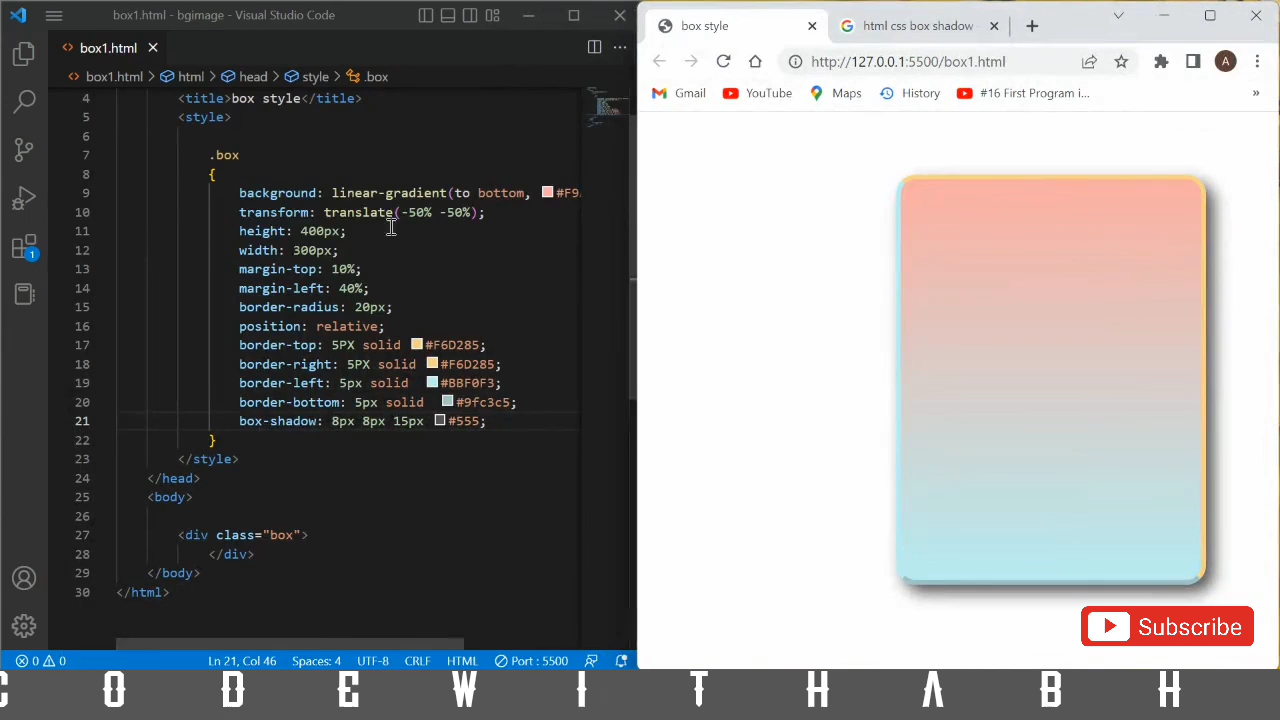 box1.html - bgimage - Visual Studio Code
box1.html
box1.html > html > head > style > .box
4 <title>box style</title>
5 <style>
6
7 .box
8 {
9 background: linear-gradient(to bottom, #F9
10 transform: translate(-50% -50%);
11 height: 400px;
12 width: 300px;
13 margin-top: 10%;
14 margin-left: 40%;
15 border-radius: 20px;
16 position: relative;
17 border-top: 5PX solid #F6D285;
18 border-right: 5PX solid #F6D285;
19 border-left: 5px solid #BBF0F3;
20 border-bottom: 5px solid #9fc3c5;
21 box-shadow: 8px 8px 15px #555;
22 }
23 </style>
24 </head>
25 <body>
26
27 <div class="box">
28 </div>
29 </body>
30 </html>
1
0 0 Ln 21, Col 46 Spaces: 4 UTF-8 CRLF HTML Port : 5500
box style html css box shadow
http://127.0.0.1:5500/box1.html A
Gmail YouTube Maps History #16 First Program i... »
Subscribe
C O D E W I T H A B H